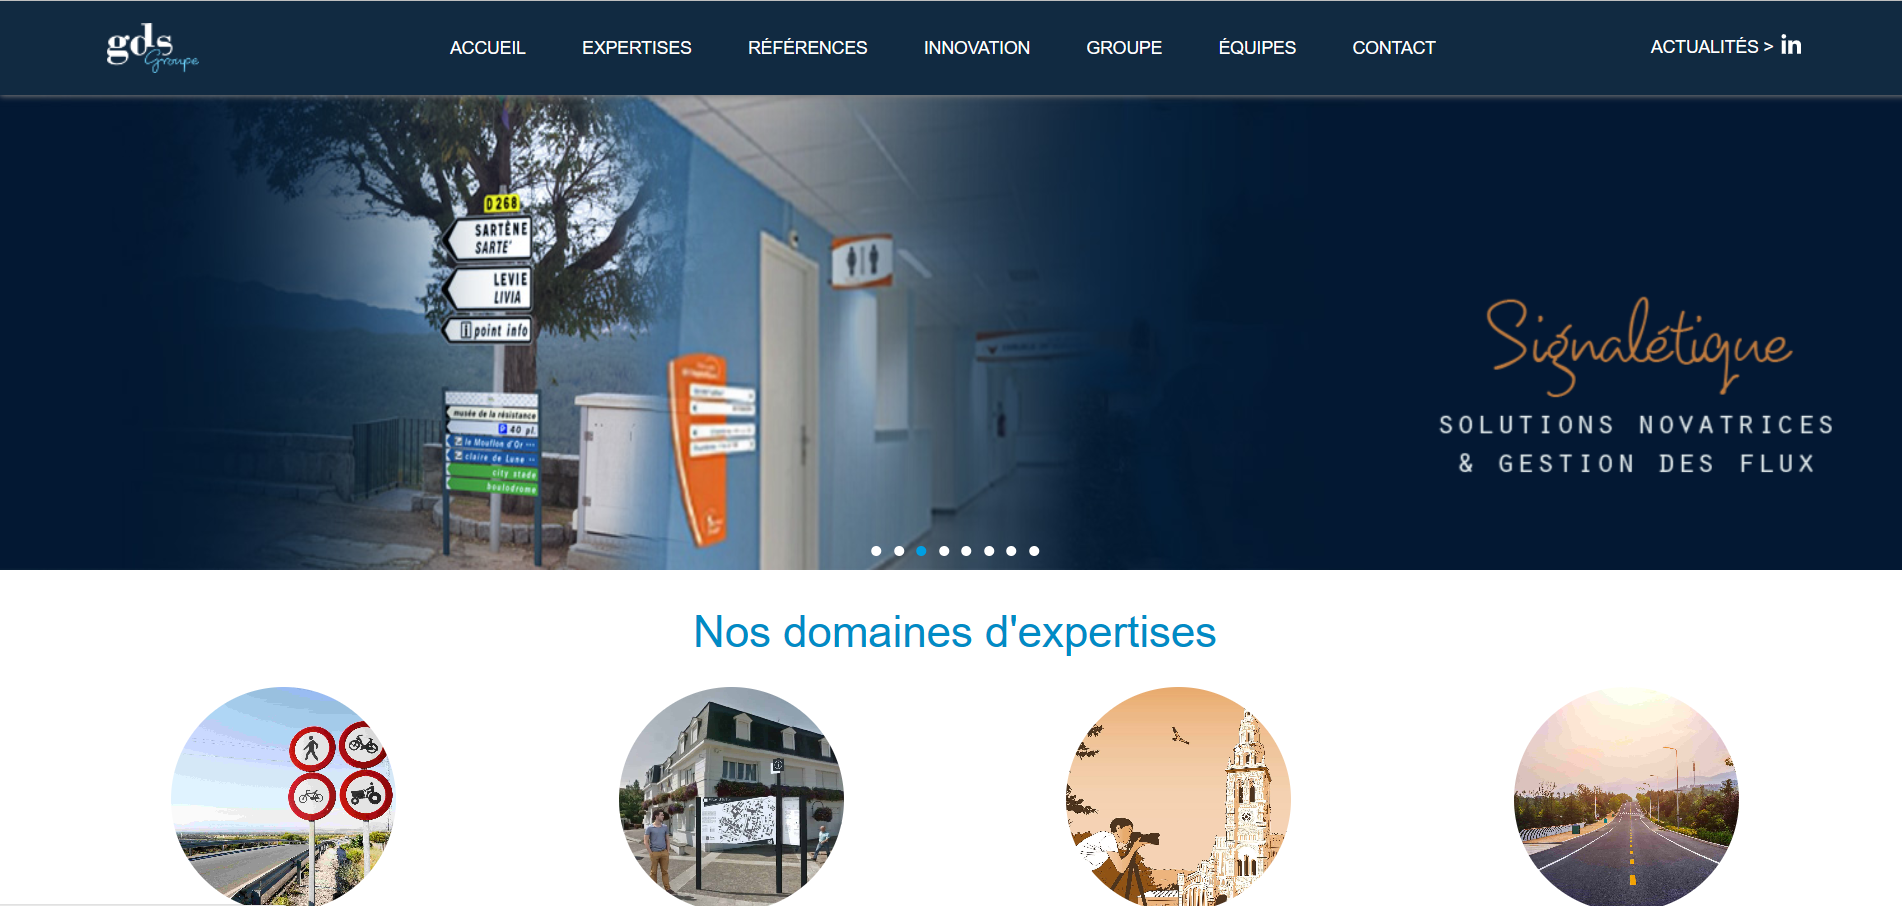 gds
Groupe
ACCUEIL
EXPERTISES
RÉFÉRENCES
INNOVATION
GROUPE
ÉQUIPES
CONTACT
ACTUALITÉS > in
D 268
SARTÈNE
SARTE'
LEVIE
LIVIA
i point info
musée de la résistance
P 40 pl.
le Mouflon d'Or ***
claire de Lune **
city stade
boulodrome
Signalétique
SOLUTIONS NOVATRICES
& GESTION DES FLUX
Nos domaines d'expertises